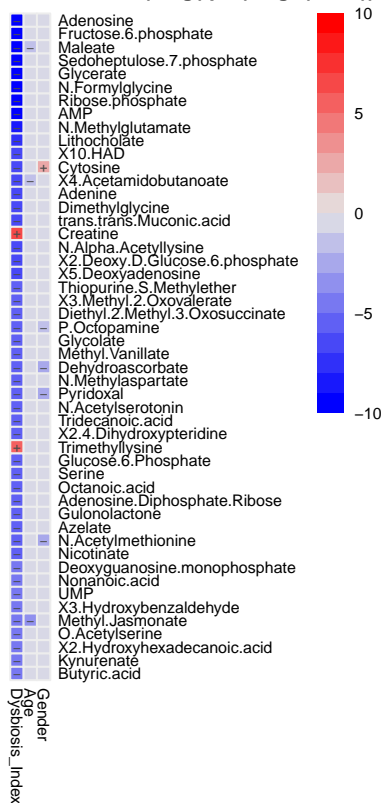 Adenosine
Fructose.6.phosphate
Maleate
Sedoheptulose.7.phosphate
Glycerate
N.Formylglycine
Ribose.phosphate
AMP
N.Methylglutamate
Lithocholate
X10.HAD
Cytosine
X4.Acetamidobutanoate
Adenine
Dimethylglycine
trans.trans.Muconic.acid
Creatine
N.Alpha.Acetyllysine
X2.Deoxy.D.Glucose.6.phosphate
X5.Deoxyadenosine
Thiopurine.S.Methylether
X3.Methyl.2.Oxovalerate
Diethyl.2.Methyl.3.Oxosuccinate
P.Octopamine
Glycolate
Methyl.Vanillate
Dehydroascorbate
N.Methylaspartate
Pyridoxal
N.Acetylserotonin
Tridecanoic.acid
X2.4.Dihydroxypteridine
Trimethyllysine
Glucose.6.Phosphate
Serine
Octanoic.acid
Adenosine.Diphosphate.Ribose
Gulonolactone
Azelate
N.Acetylmethionine
Nicotinate
Deoxyguanosine.monophosphate
Nonanoic.acid
UMP
X3.Hydroxybenzaldehyde
Methyl.Jasmonate
O.Acetylserine
X2.Hydroxyhexadecanoic.acid
Kynurenate
Butyric.acid
Dysbiosis_Index
Age
Gender
10
5
0
−5
−10